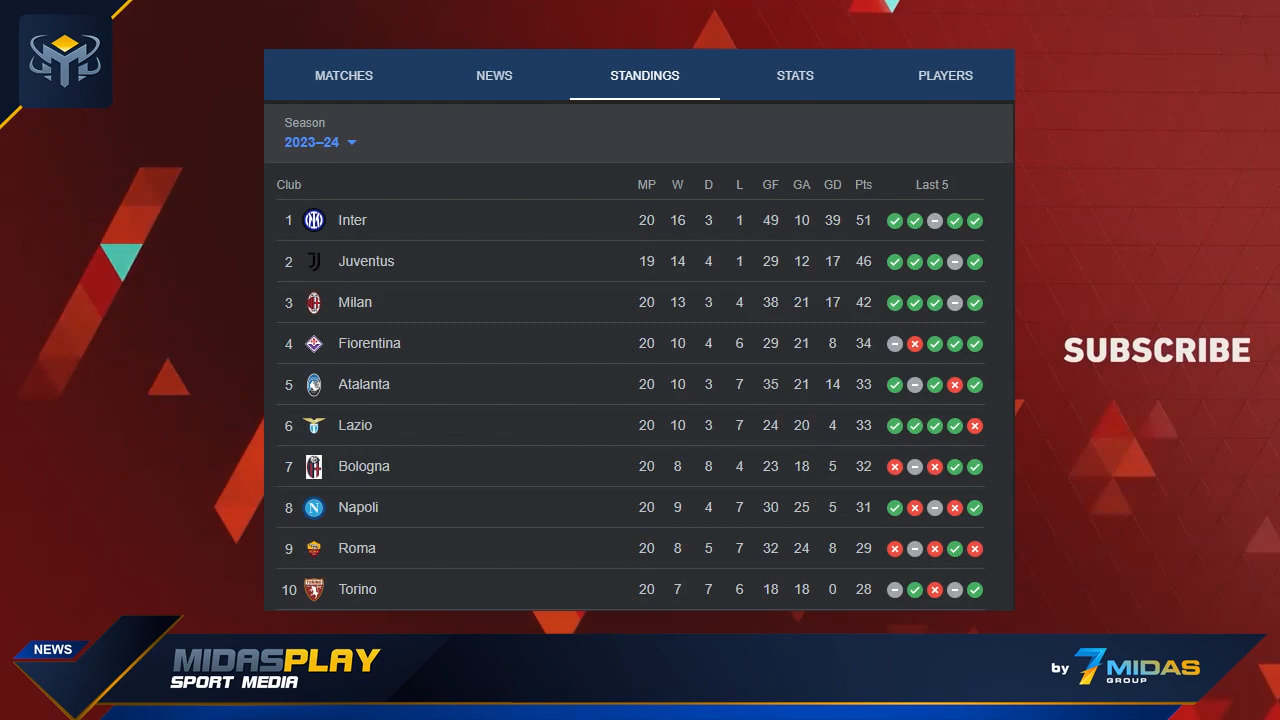 MATCHES NEWS STANDINGS STATS PLAYERS
Season
2023–24
Club MP W D L GF GA GD Pts Last 5
1 Inter 20 16 3 1 49 10 39 51
2 Juventus 19 14 4 1 29 12 17 46
3 Milan 20 13 3 4 38 21 17 42
4 Fiorentina 20 10 4 6 29 21 8 34
5 Atalanta 20 10 3 7 35 21 14 33
6 Lazio 20 10 3 7 24 20 4 33
7 Bologna 20 8 8 4 23 18 5 32
8 Napoli 20 9 4 7 30 25 5 31
9 Roma 20 8 5 7 32 24 8 29
10 Torino 20 7 7 6 18 18 0 28
SUBSCRIBE
NEWS
MIDASPLAY
SPORT MEDIA
by 7 MIDAS
GROUP